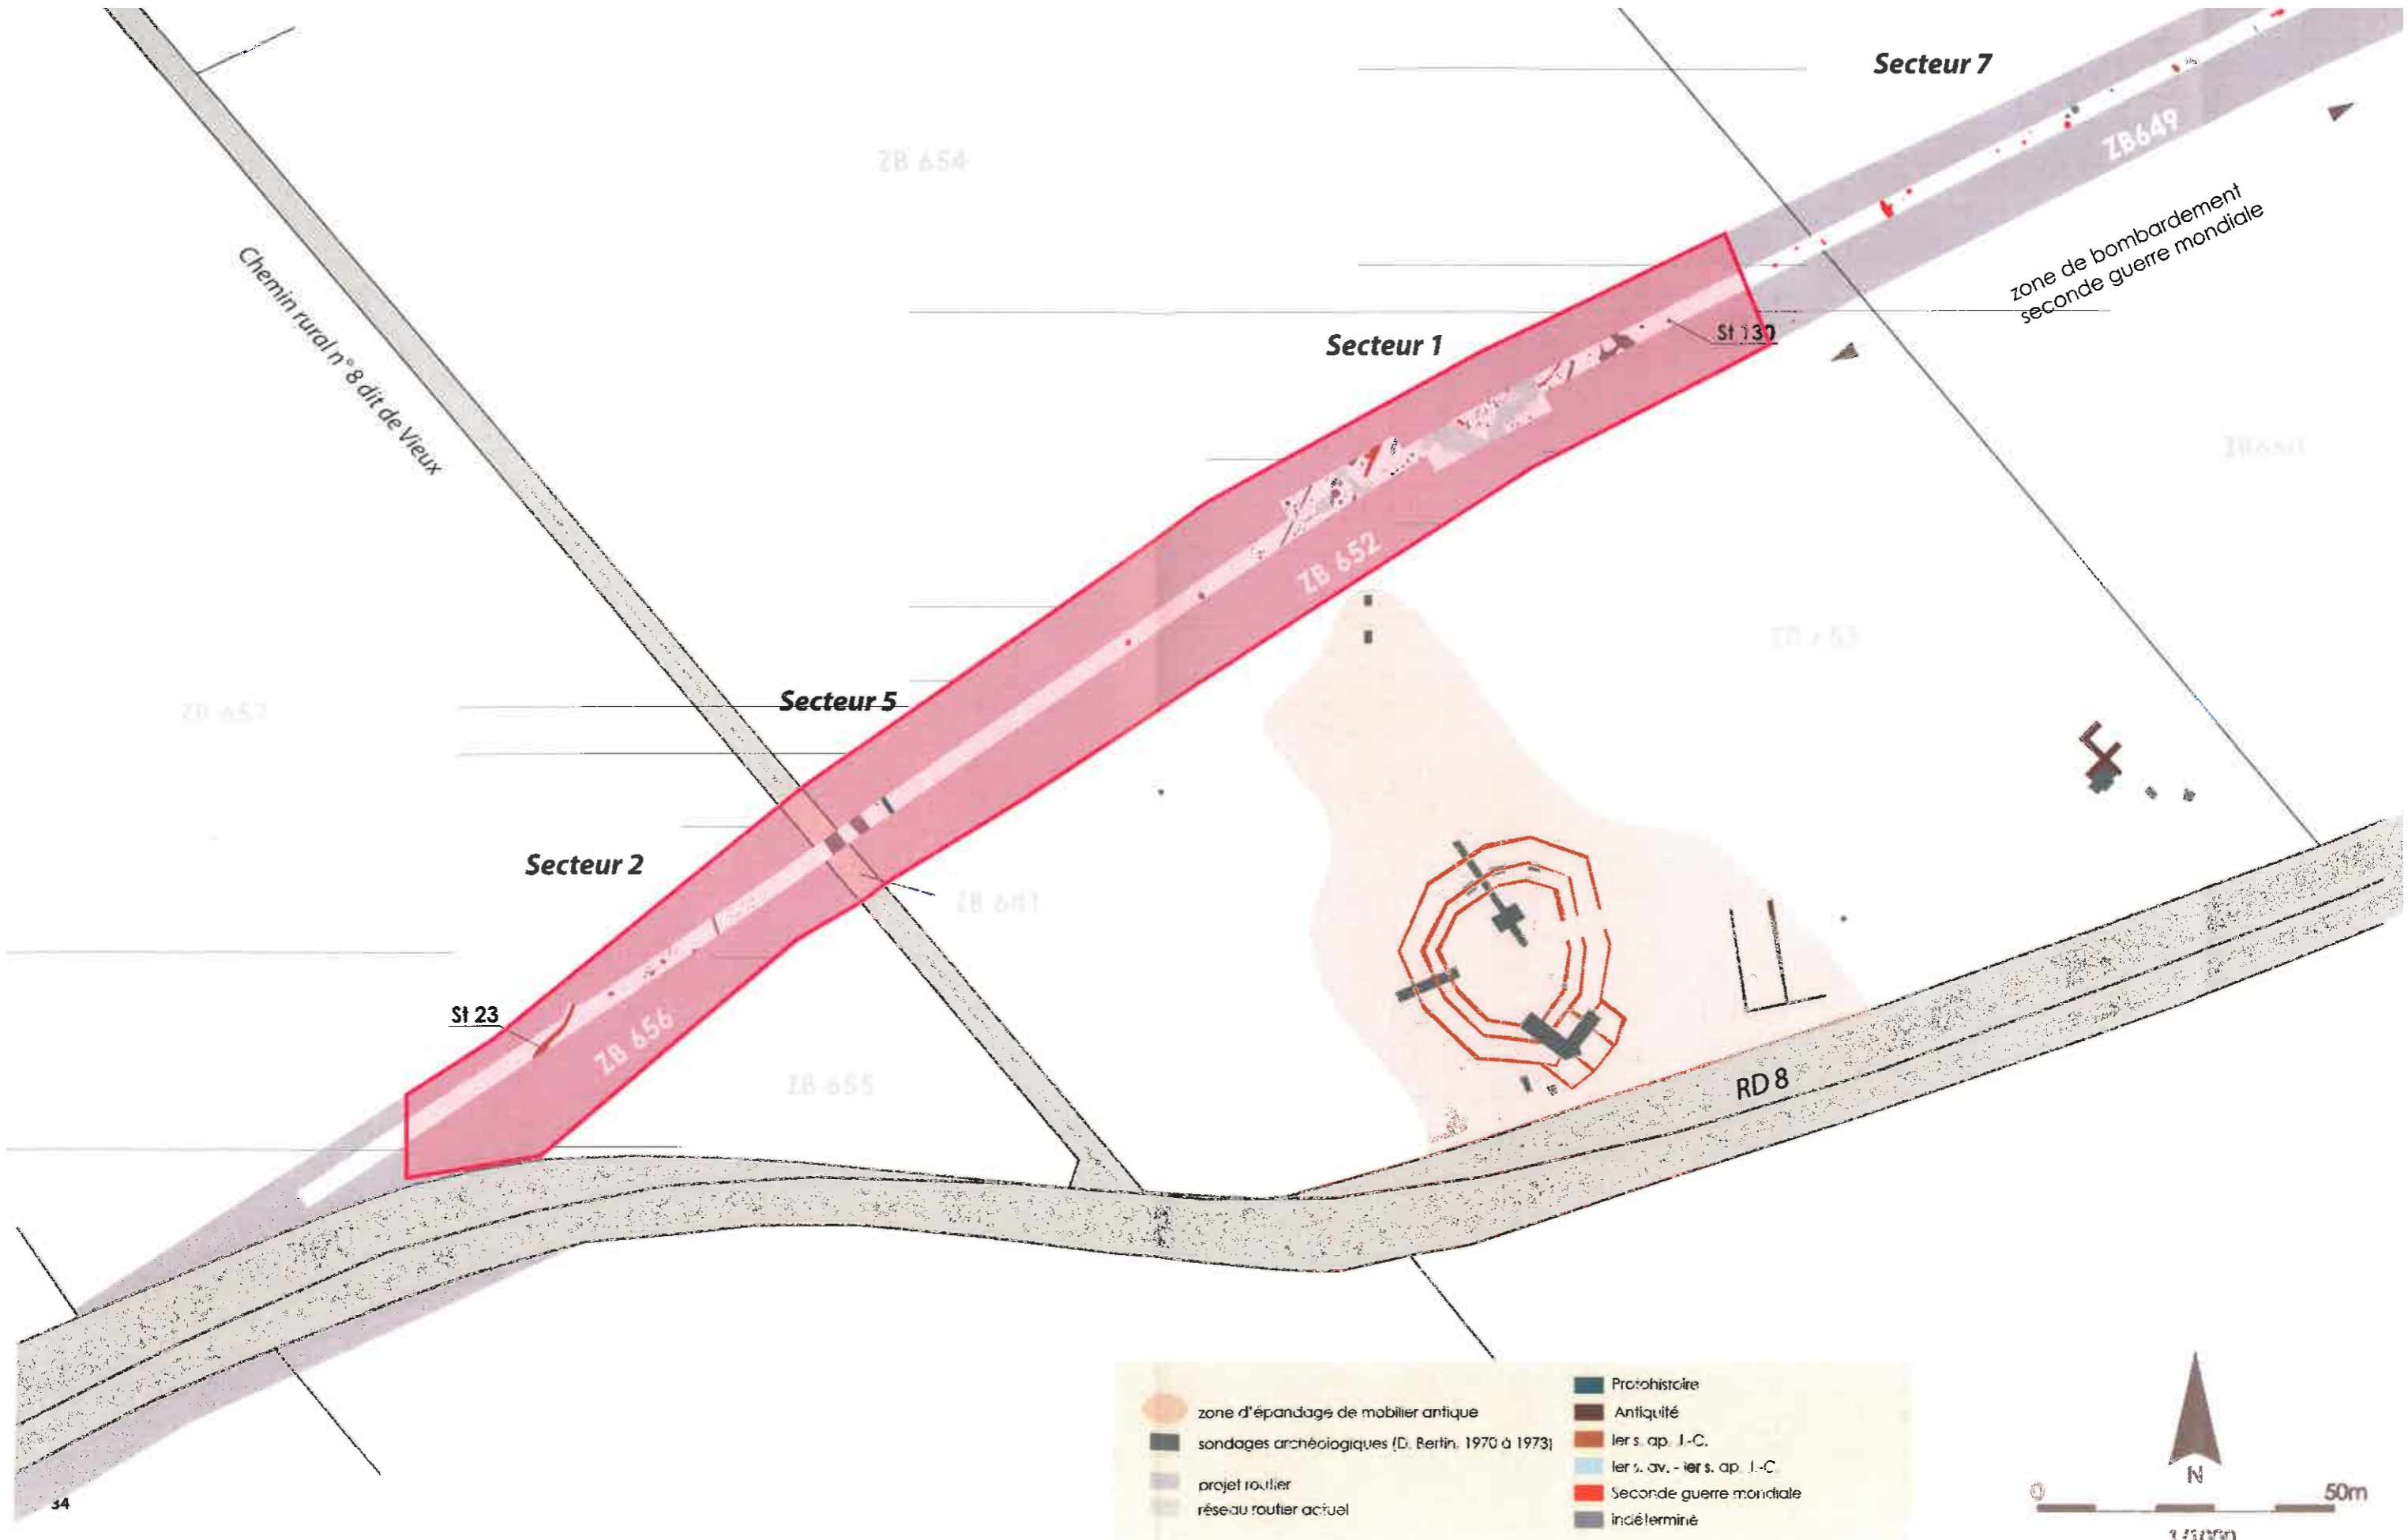 Secteur 7
ZB 654
ZB649
Chemin rural n°8 dit de Vieux
zone de bombardement
seconde guerre mondiale
Secteur 1
St 130
ZB 652
Secteur 5
Secteur 2
St 23
ZB 656
ZB 655
RD 8
zone d'épandage de mobilier antique
sondages archéologiques (D. Bertin, 1970 à 1973)
projet routier
réseau routier actuel
Protohistoire
Antiquité
Ier s. ap. J.-C.
Ier s. av. - Ier s. ap. J.-C.
Seconde guerre mondiale
indéterminé
N
0 50m
1/1000
34